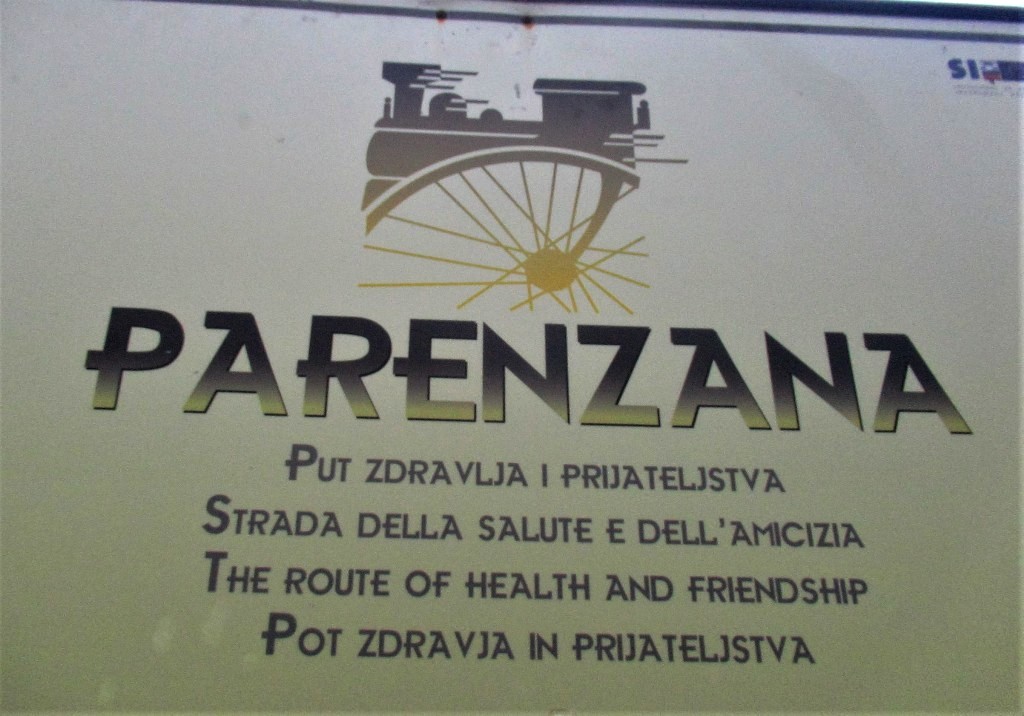 SI
PARENZANA
PUT ZDRAVLJA I PRIJATELJSTVA
STRADA DELLA SALUTE E DELL'AMICIZIA
THE ROUTE OF HEALTH AND FRIENDSHIP
POT ZDRAVJA IN PRIJATELJSTVA